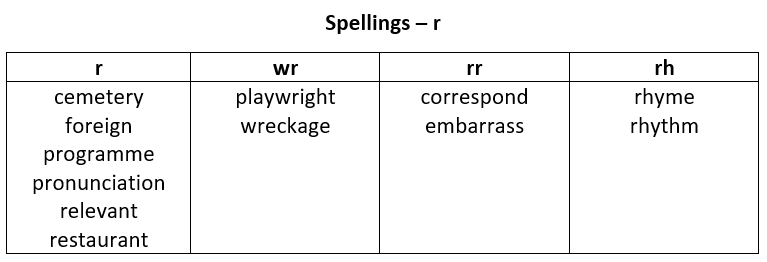 Spellings – r
r wr rr rh
cemetery playwright correspond rhyme
foreign wreckage embarrass rhythm
programme
pronunciation
relevant
restaurant